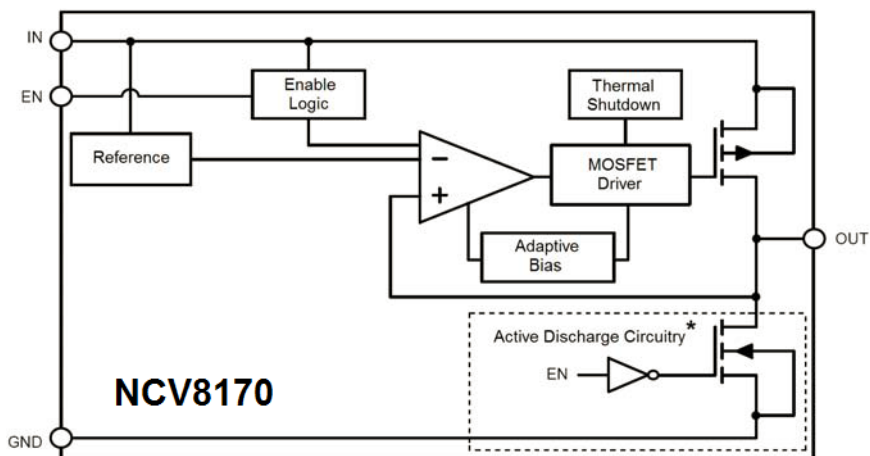 IN
EN
Enable
Logic
Thermal
Shutdown
Reference
−
+
MOSFET
Driver
Adaptive
Bias
OUT
Active Discharge Circuitry*
EN
NCV8170
GND